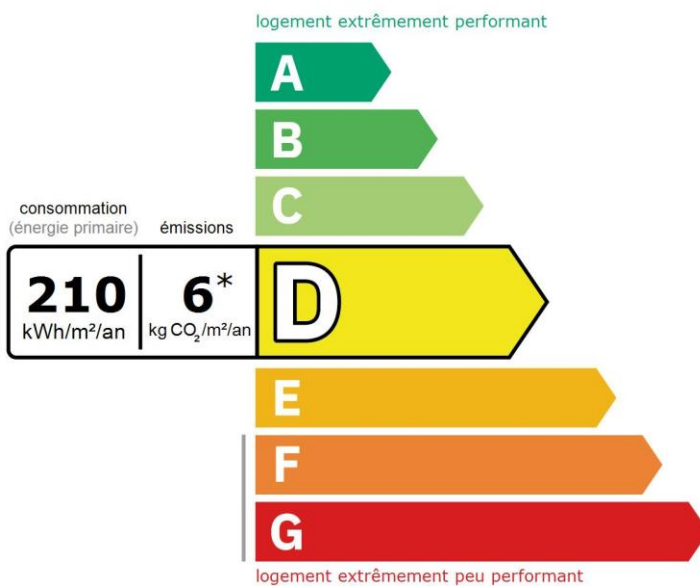 logement extrêmement performant
A
B
C
consommation
(énergie primaire) émissions
210 6*
kWh/m²/an kg CO₂/m²/an
D
E
F
G
logement extrêmement peu performant